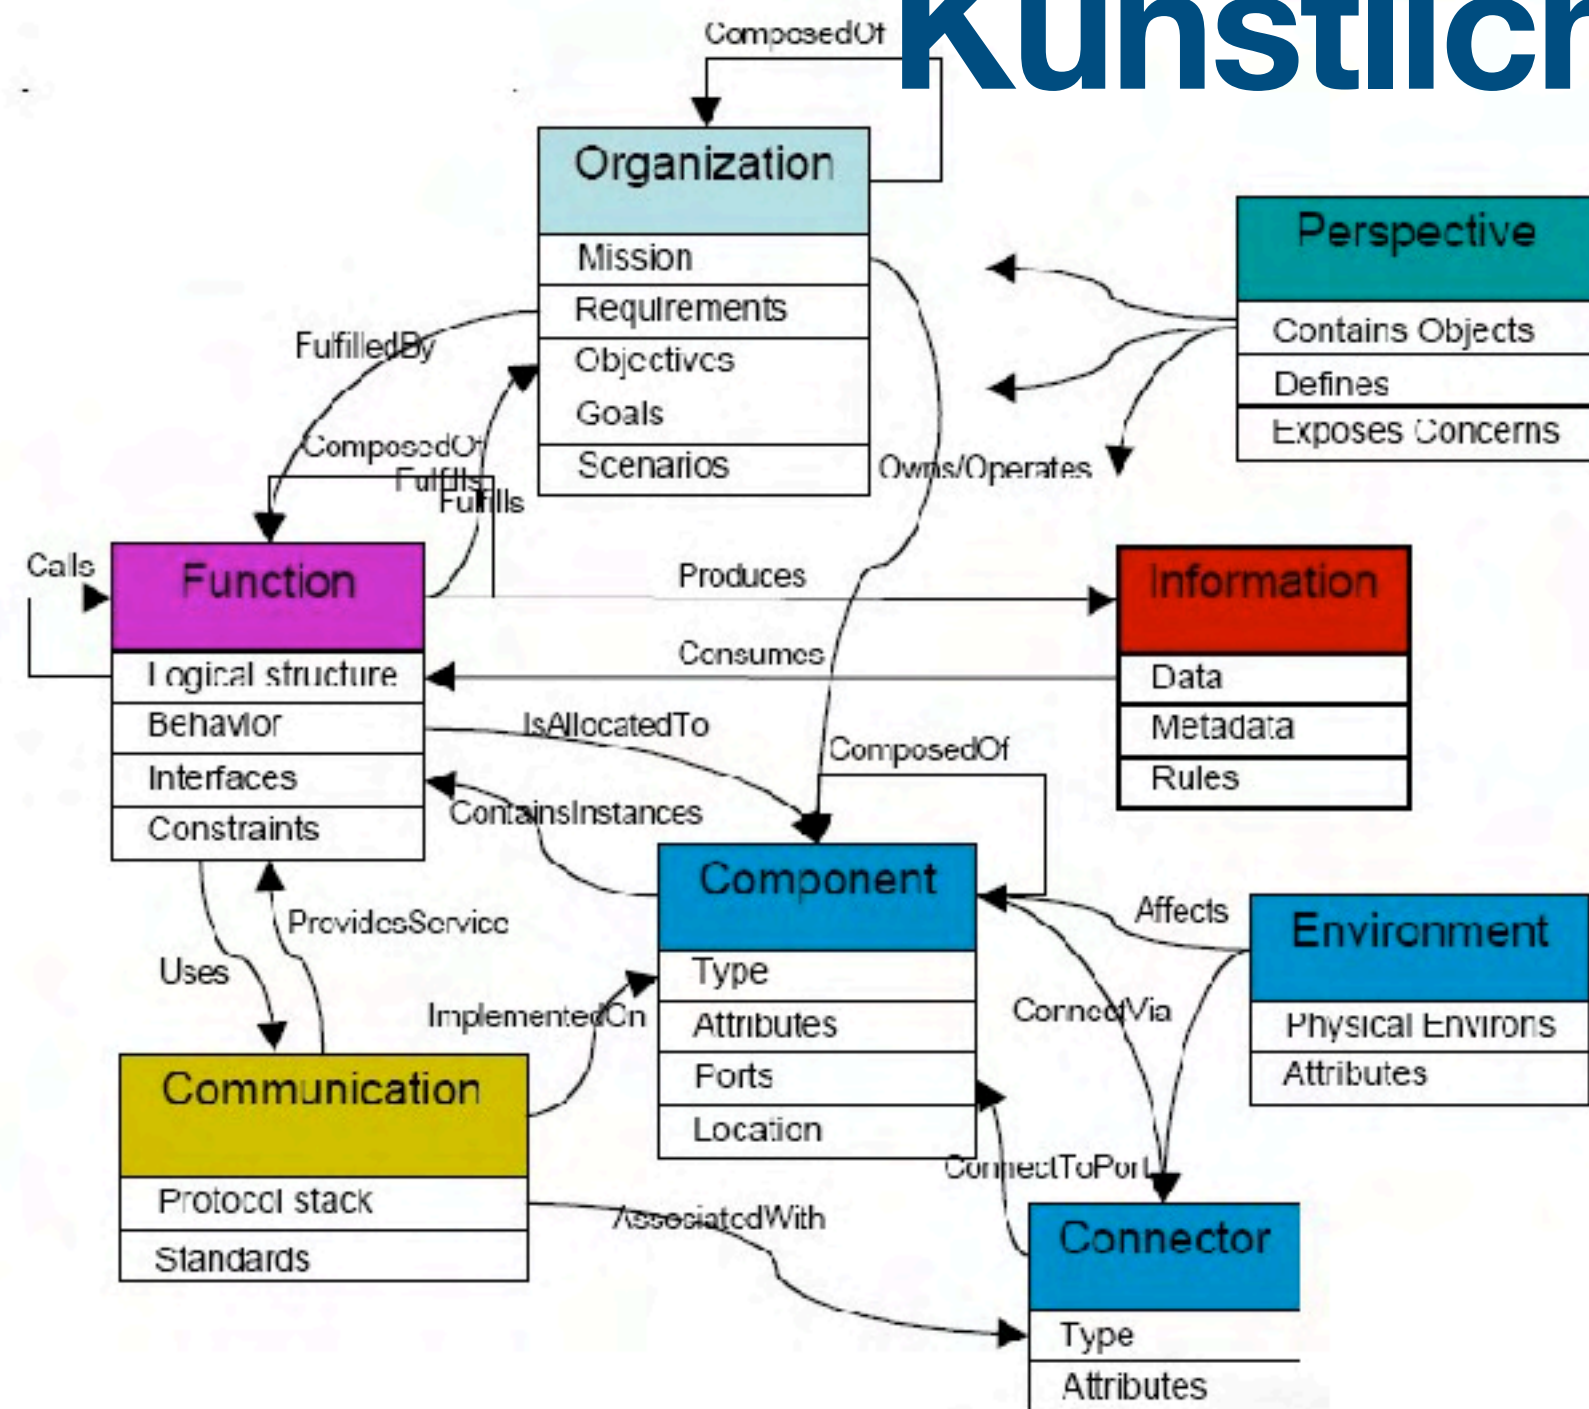 Künstlich
ComposedOf
Organization
Mission
Requirements
Objectives
Goals
Scenarios
Perspective
Contains Objects
Defines
Exposes Concerns
FulfilledBy
ComposedOf
Fulfills
Fulfills
Owns/Operates
Calls
Function
Logical structure
Behavior
Interfaces
Constraints
Produces
Consumes
Information
Data
Metadata
Rules
IsAllocatedTo
ComposedOf
ContainsInstances
Component
Type
Attributes
Ports
Location
Affects
Environment
Physical Environs
Attributes
ProvidesService
Uses
ImplementedOn
ConnectVia
Communication
Protocol stack
Standards
ConnectToPort
AssociatedWith
Connector
Type
Attributes